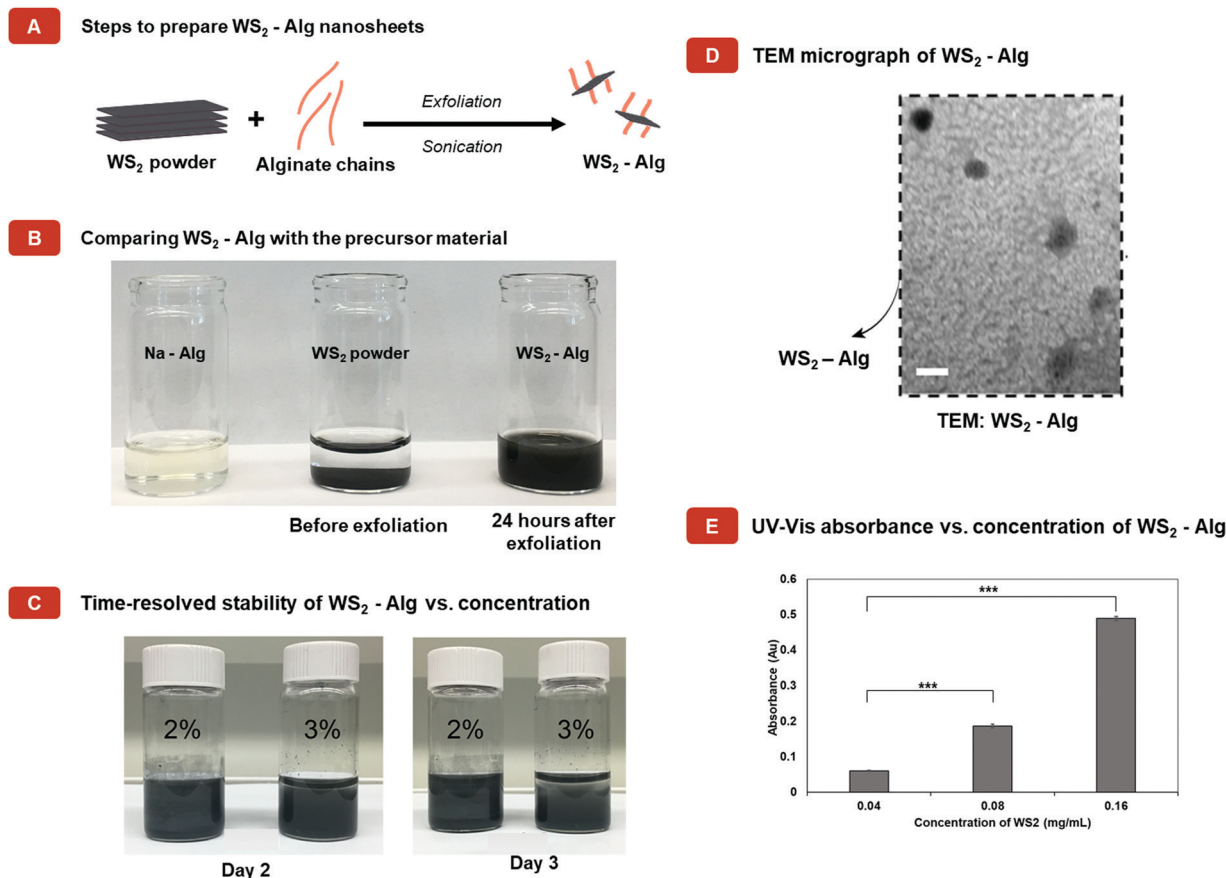 A
Steps to prepare WS₂ - Alg nanosheets
Exfoliation
Sonication
WS₂ powder
+
Alginate chains
WS₂ - Alg
B
Comparing WS₂ - Alg with the precursor material
Na - Alg
WS₂ powder
WS₂ - Alg
Before exfoliation
24 hours after
exfoliation
C
Time-resolved stability of WS₂ - Alg vs. concentration
2%
3%
2%
3%
Day 2
Day 3
D
TEM micrograph of WS₂ - Alg
WS₂ – Alg
TEM: WS₂ - Alg
E
UV-Vis absorbance vs. concentration of WS₂ - Alg
0.6
0.5
0.4
0.3
0.2
0.1
0
Absorbance (Au)
***
***
0.04
0.08
0.16
Concentration of WS2 (mg/mL)